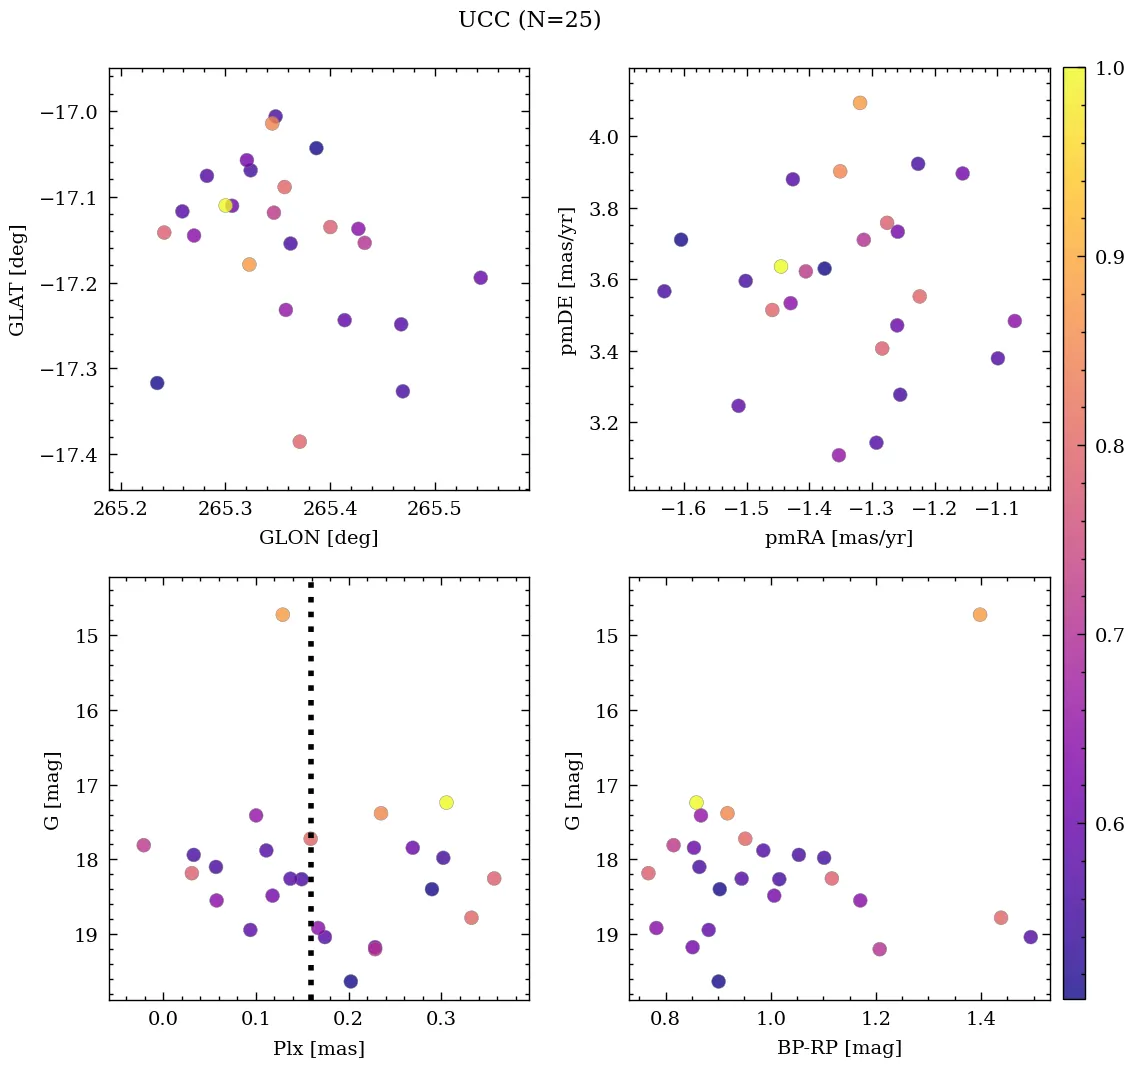 UCC (N=25)
−17.0
−17.1
−17.2
−17.3
−17.4
GLAT [deg]
265.2 265.3 265.4 265.5
GLON [deg]
4.0
3.8
3.6
3.4
3.2
pmDE [mas/yr]
−1.6 −1.5 −1.4 −1.3 −1.2 −1.1
pmRA [mas/yr]
1.0
0.9
0.8
0.7
0.6
15
16
17
18
19
G [mag]
0.0 0.1 0.2 0.3
Plx [mas]
15
16
17
18
19
G [mag]
0.8 1.0 1.2 1.4
BP-RP [mag]